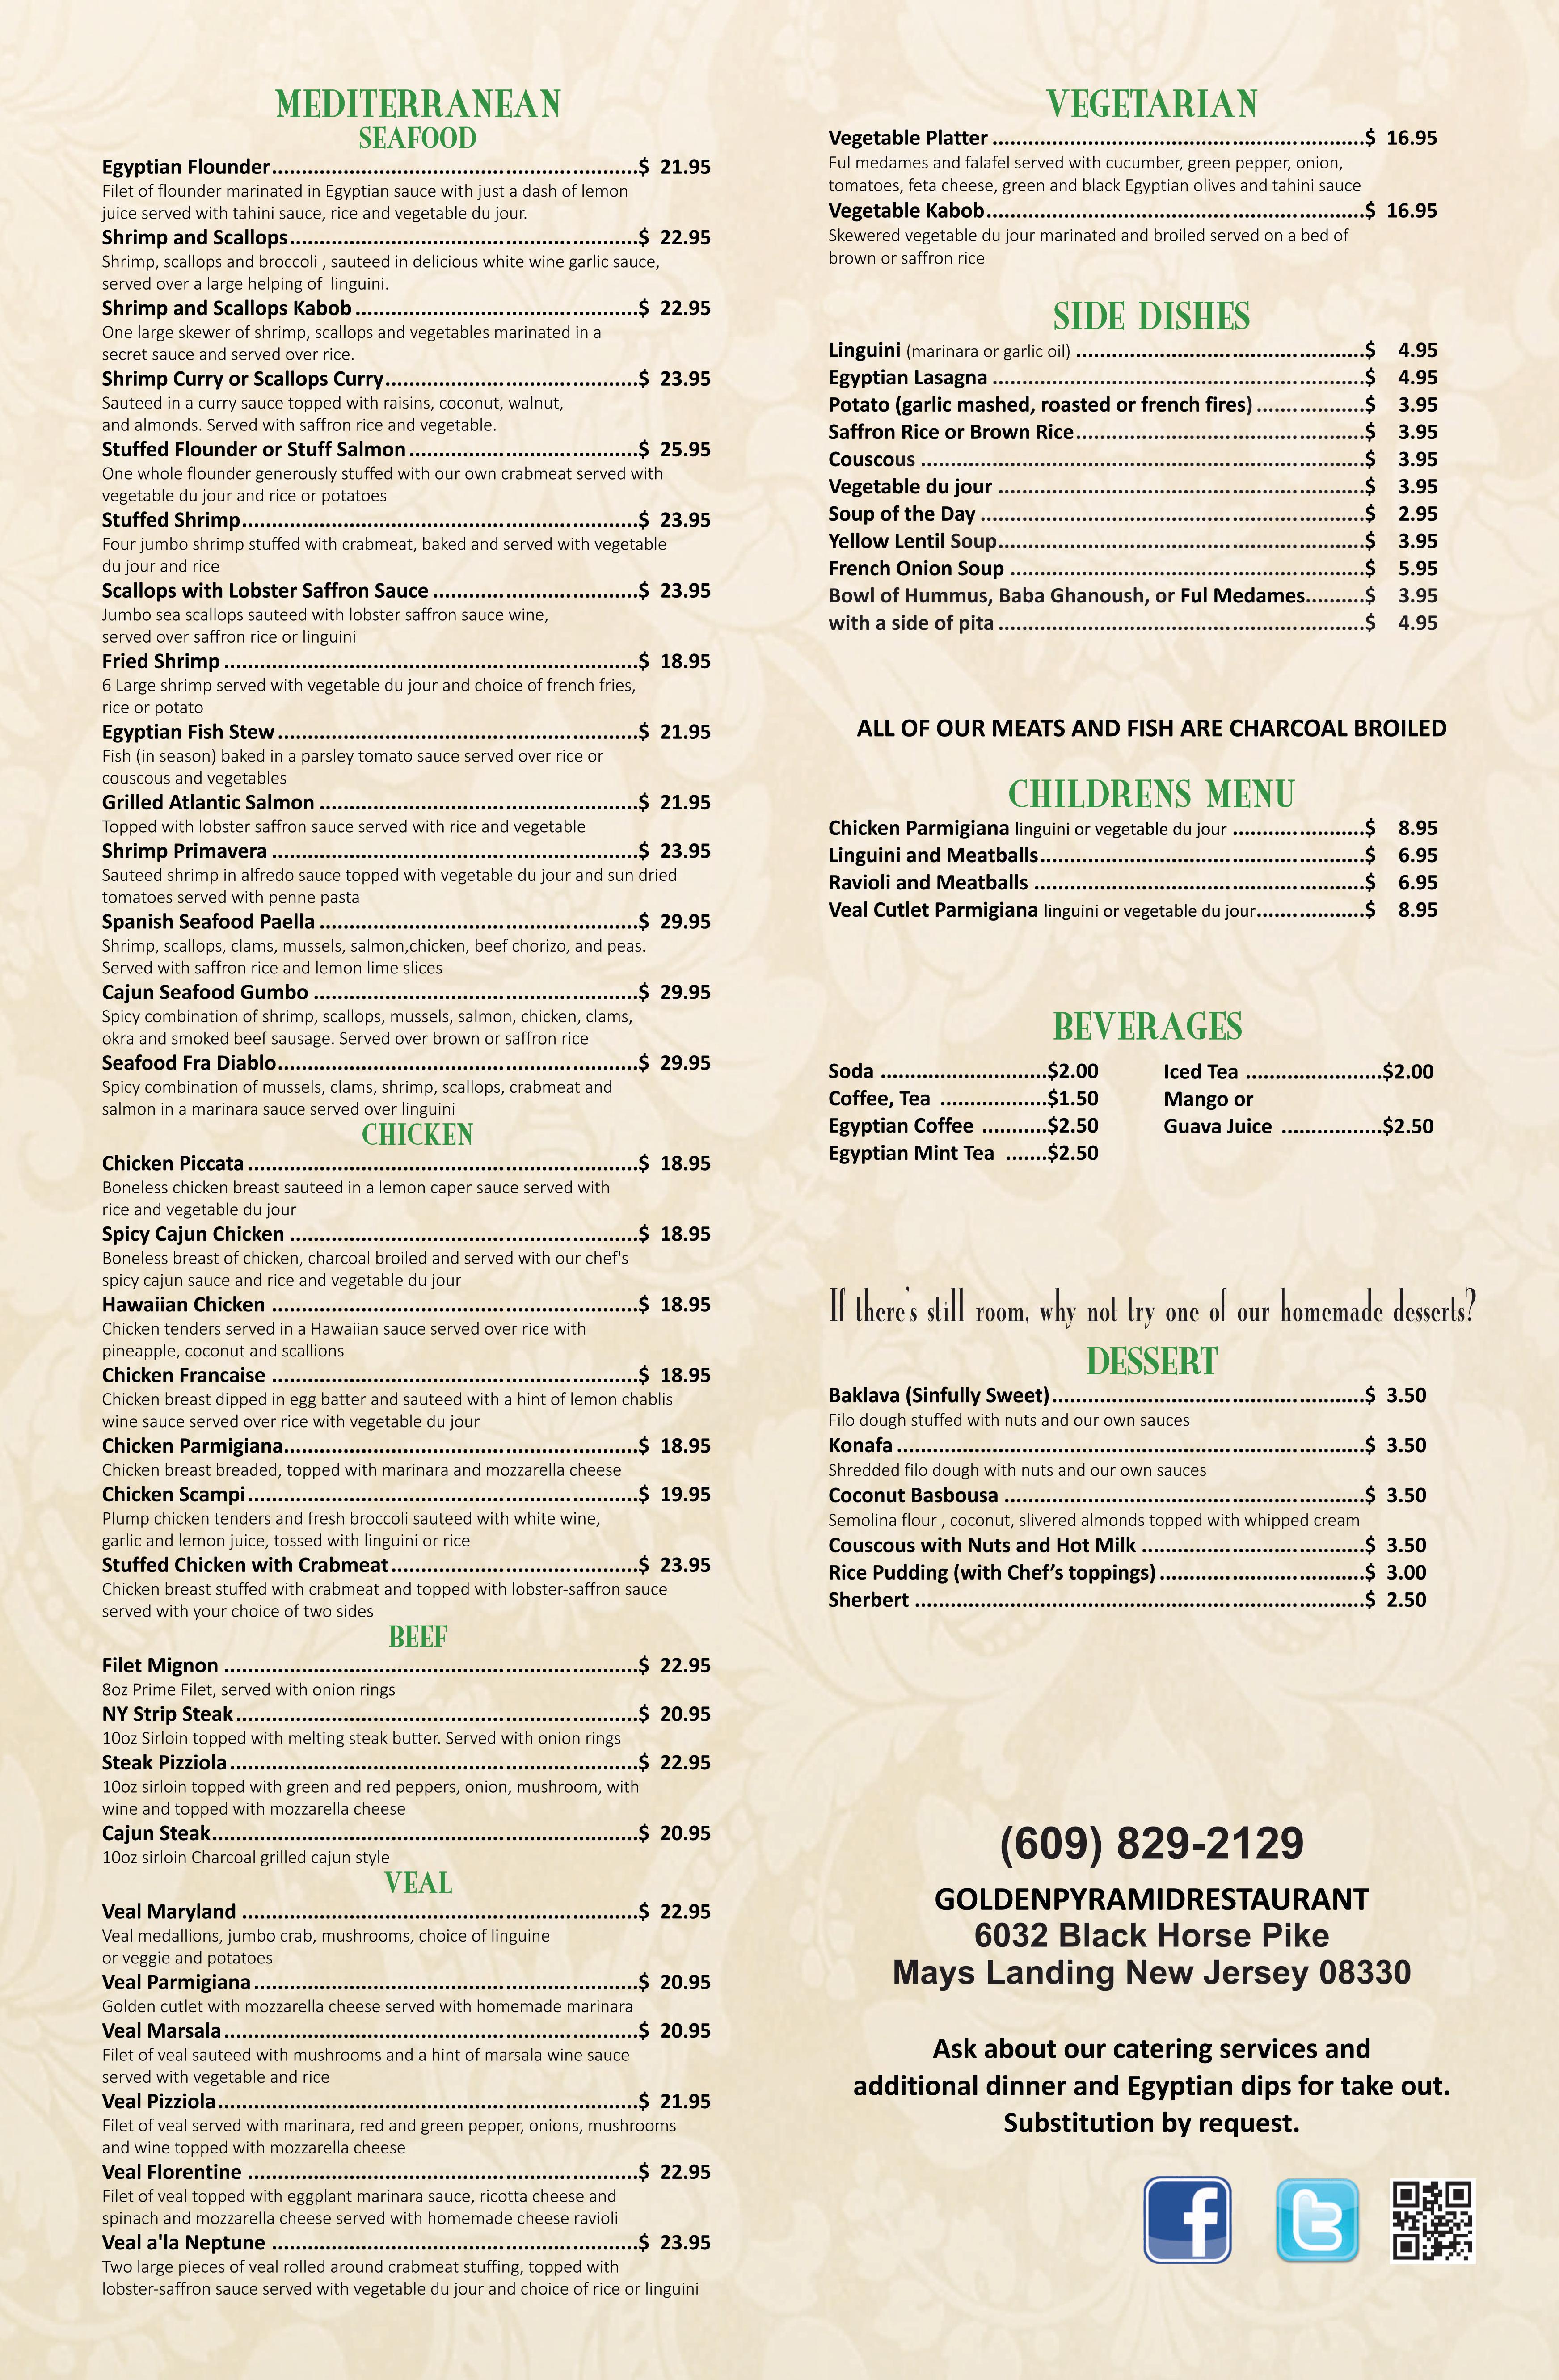 MEDITERRANEAN
SEAFOOD
Egyptian Flounder..............................................................$ 21.95
Filet of flounder marinated in Egyptian sauce with just a dash of lemon
juice served with tahini sauce, rice and vegetable du jour.
Shrimp and Scallops...........................................................$ 22.95
Shrimp, scallops and broccoli , sauteed in delicious white wine garlic sauce,
served over a large helping of linguini.
Shrimp and Scallops Kabob ................................................$ 22.95
One large skewer of shrimp, scallops and vegetables marinated in a
secret sauce and served over rice.
Shrimp Curry or Scallops Curry...........................................$ 23.95
Sauteed in a curry sauce topped with raisins, coconut, walnut,
and almonds. Served with saffron rice and vegetable.
Stuffed Flounder or Stuff Salmon .......................................$ 25.95
One whole flounder generously stuffed with our own crabmeat served with
vegetable du jour and rice or potatoes
Stuffed Shrimp...................................................................$ 23.95
Four jumbo shrimp stuffed with crabmeat, baked and served with vegetable
du jour and rice
Scallops with Lobster Saffron Sauce ...................................$ 23.95
Jumbo sea scallops sauteed with lobster saffron sauce wine,
served over saffron rice or linguini
Fried Shrimp ......................................................................$ 18.95
6 Large shrimp served with vegetable du jour and choice of french fries,
rice or potato
Egyptian Fish Stew .............................................................$ 21.95
Fish (in season) baked in a parsley tomato sauce served over rice or
couscous and vegetables
Grilled Atlantic Salmon ......................................................$ 21.95
Topped with lobster saffron sauce served with rice and vegetable
Shrimp Primavera ..............................................................$ 23.95
Sauteed shrimp in alfredo sauce topped with vegetable du jour and sun dried
tomatoes served with penne pasta
Spanish Seafood Paella ......................................................$ 29.95
Shrimp, scallops, clams, mussels, salmon,chicken, beef chorizo, and peas.
Served with saffron rice and lemon lime slices
Cajun Seafood Gumbo .......................................................$ 29.95
Spicy combination of shrimp, scallops, mussels, salmon, chicken, clams,
okra and smoked beef sausage. Served over brown or saffron rice
Seafood Fra Diablo.............................................................$ 29.95
Spicy combination of mussels, clams, shrimp, scallops, crabmeat and
salmon in a marinara sauce served over linguini
CHICKEN
Chicken Piccata ..................................................................$ 18.95
Boneless chicken breast sauteed in a lemon caper sauce served with
rice and vegetable du jour
Spicy Cajun Chicken ...........................................................$ 18.95
Boneless breast of chicken, charcoal broiled and served with our chef's
spicy cajun sauce and rice and vegetable du jour
Hawaiian Chicken ..............................................................$ 18.95
Chicken tenders served in a Hawaiian sauce served over rice with
pineapple, coconut and scallions
Chicken Francaise ..............................................................$ 18.95
Chicken breast dipped in egg batter and sauteed with a hint of lemon chablis
wine sauce served over rice with vegetable du jour
Chicken Parmigiana............................................................$ 18.95
Chicken breast breaded, topped with marinara and mozzarella cheese
Chicken Scampi ..................................................................$ 19.95
Plump chicken tenders and fresh broccoli sauteed with white wine,
garlic and lemon juice, tossed with linguini or rice
Stuffed Chicken with Crabmeat ..........................................$ 23.95
Chicken breast stuffed with crabmeat and topped with lobster-saffron sauce
served with your choice of two sides
BEEF
Filet Mignon ......................................................................$ 22.95
8oz Prime Filet, served with onion rings
NY Strip Steak ....................................................................$ 20.95
10oz Sirloin topped with melting steak butter. Served with onion rings
Steak Pizziola .....................................................................$ 22.95
10oz sirloin topped with green and red peppers, onion, mushroom, with
wine and topped with mozzarella cheese
Cajun Steak........................................................................$ 20.95
10oz sirloin Charcoal grilled cajun style
VEAL
Veal Maryland ...................................................................$ 22.95
Veal medallions, jumbo crab, mushrooms, choice of linguine
or veggie and potatoes
Veal Parmigiana .................................................................$ 20.95
Golden cutlet with mozzarella cheese served with homemade marinara
Veal Marsala ......................................................................$ 20.95
Filet of veal sauteed with mushrooms and a hint of marsala wine sauce
served with vegetable and rice
Veal Pizziola .......................................................................$ 21.95
Filet of veal served with marinara, red and green pepper, onions, mushrooms
and wine topped with mozzarella cheese
Veal Florentine ..................................................................$ 22.95
Filet of veal topped with eggplant marinara sauce, ricotta cheese and
spinach and mozzarella cheese served with homemade cheese ravioli
Veal a'la Neptune ..............................................................$ 23.95
Two large pieces of veal rolled around crabmeat stuffing, topped with
lobster-saffron sauce served with vegetable du jour and choice of rice or linguini
VEGETARIAN
Vegetable Platter ...............................................................$ 16.95
Ful medames and falafel served with cucumber, green pepper, onion,
tomatoes, feta cheese, green and black Egyptian olives and tahini sauce
Vegetable Kabob................................................................$ 16.95
Skewered vegetable du jour marinated and broiled served on a bed of
brown or saffron rice
SIDE DISHES
Linguini (marinara or garlic oil) .................................................$ 4.95
Egyptian Lasagna ................................................................$ 4.95
Potato (garlic mashed, roasted or french fires) ....................$ 3.95
Saffron Rice or Brown Rice.................................................$ 3.95
Couscous ...........................................................................$ 3.95
Vegetable du jour ..............................................................$ 3.95
Soup of the Day .................................................................$ 2.95
Yellow Lentil Soup..............................................................$ 3.95
French Onion Soup ............................................................$ 5.95
Bowl of Hummus, Baba Ghanoush, or Ful Medames..........$ 3.95
with a side of pita ..............................................................$ 4.95
ALL OF OUR MEATS AND FISH ARE CHARCOAL BROILED
CHILDRENS MENU
Chicken Parmigiana linguini or vegetable du jour ......................$ 8.95
Linguini and Meatballs.......................................................$ 6.95
Ravioli and Meatballs ........................................................$ 6.95
Veal Cutlet Parmigiana linguini or vegetable du jour....................$ 8.95
BEVERAGES
Soda ............................$2.00
Coffee, Tea ..................$1.50
Egyptian Coffee ...........$2.50
Egyptian Mint Tea .......$2.50
Iced Tea .......................$2.00
Mango or
Guava Juice .................$2.50
If there's still room, why not try one of our homemade desserts?
DESSERT
Baklava (Sinfully Sweet).....................................................$ 3.50
Filo dough stuffed with nuts and our own sauces
Konafa ...............................................................................$ 3.50
Shredded filo dough with nuts and our own sauces
Coconut Basbousa .............................................................$ 3.50
Semolina flour , coconut, slivered almonds topped with whipped cream
Couscous with Nuts and Hot Milk ......................................$ 3.50
Rice Pudding (with Chef’s toppings) ...................................$ 3.00
Sherbert ............................................................................$ 2.50
(609) 829-2129
GOLDENPYRAMIDRESTAURANT
6032 Black Horse Pike
Mays Landing New Jersey 08330
Ask about our catering services and
additional dinner and Egyptian dips for take out.
Substitution by request.